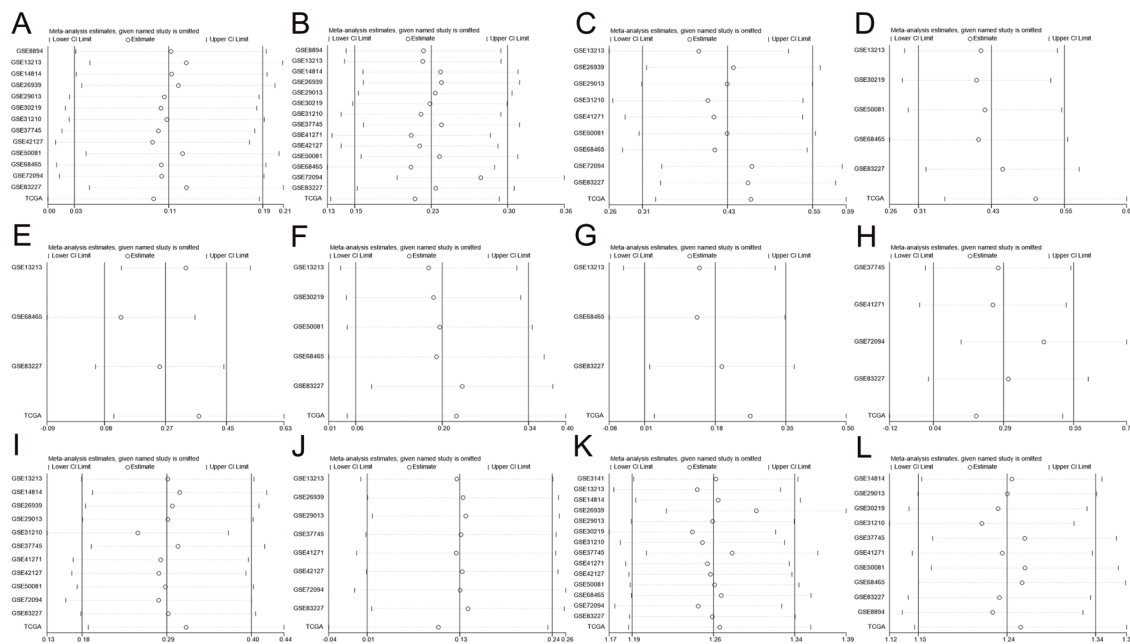 A
Meta-analysis estimates, given named study is omitted
| Lower CI Limit ○Estimate | Upper CI Limit
GSE8894
GSE13213
GSE14814
GSE26939
GSE29013
GSE30219
GSE31210
GSE37745
GSE42127
GSE50081
GSE68465
GSE72094
GSE83227
TCGA
0.00 0.03 0.11 0.19 0.21
B
Meta-analysis estimates, given named study is omitted
| Lower CI Limit ○Estimate | Upper CI Limit
GSE8894
GSE13213
GSE14814
GSE26939
GSE29013
GSE30219
GSE31210
GSE37745
GSE41271
GSE42127
GSE50081
GSE68465
GSE72094
GSE83227
TCGA
0.13 0.15 0.23 0.30 0.36
C
Meta-analysis estimates, given named study is omitted
| Lower CI Limit ○Estimate | Upper CI Limit
GSE13213
GSE26939
GSE29013
GSE31210
GSE41271
GSE50081
GSE68465
GSE72094
GSE83227
TCGA
0.26 0.31 0.43 0.55 0.59
D
Meta-analysis estimates, given named study is omitted
| Lower CI Limit ○Estimate | Upper CI Limit
GSE13213
GSE30219
GSE50081
GSE68465
GSE83227
TCGA
0.26 0.31 0.43 0.55
E
Meta-analysis estimates, given named study is omitted
| Lower CI Limit ○Estimate | Upper CI Limit
GSE13213
GSE68465
GSE83227
TCGA
-0.09 0.08 0.27 0.45 0.63
F
Meta-analysis estimates, given named study is omitted
| Lower CI Limit ○Estimate | Upper CI Limit
GSE13213
GSE30219
GSE50081
GSE68465
GSE83227
TCGA
0.01 0.06 0.20 0.34 0.40
G
Meta-analysis estimates, given named study is omitted
| Lower CI Limit ○Estimate | Upper CI Limit
GSE13213
GSE68465
GSE83227
TCGA
-0.08 0.01 0.18 0.35 0.50
H
Meta-analysis estimates, given named study is omitted
| Lower CI Limit ○Estimate | Upper CI Limit
GSE37745
GSE41271
GSE72094
GSE83227
TCGA
-0.12 0.04 0.29 0.55
I
Meta-analysis estimates, given named study is omitted
| Lower CI Limit ○Estimate | Upper CI Limit
GSE13213
GSE14814
GSE26939
GSE29013
GSE31210
GSE37745
GSE41271
GSE42127
GSE50081
GSE72094
GSE83227
TCGA
0.13 0.18 0.29 0.40 0.44
J
Meta-analysis estimates, given named study is omitted
| Lower CI Limit ○Estimate | Upper CI Limit
GSE13213
GSE26939
GSE29013
GSE37745
GSE41271
GSE42127
GSE72094
GSE83227
TCGA
-0.04 0.01 0.13 0.24 0.26
K
Meta-analysis estimates, given named study is omitted
| Lower CI Limit ○Estimate | Upper CI Limit
GSE3141
GSE13213
GSE14814
GSE26939
GSE29013
GSE30219
GSE31210
GSE37745
GSE41271
GSE42127
GSE50081
GSE68465
GSE72094
GSE83227
TCGA
1.17 1.19 1.26 1.34 1.39
L
Meta-analysis estimates, given named study is omitted
| Lower CI Limit ○Estimate | Upper CI Limit
GSE14814
GSE29013
GSE30219
GSE31210
GSE37745
GSE41271
GSE50081
GSE68465
GSE83227
GSE8894
TCGA
1.12 1.15 1.24 1.34